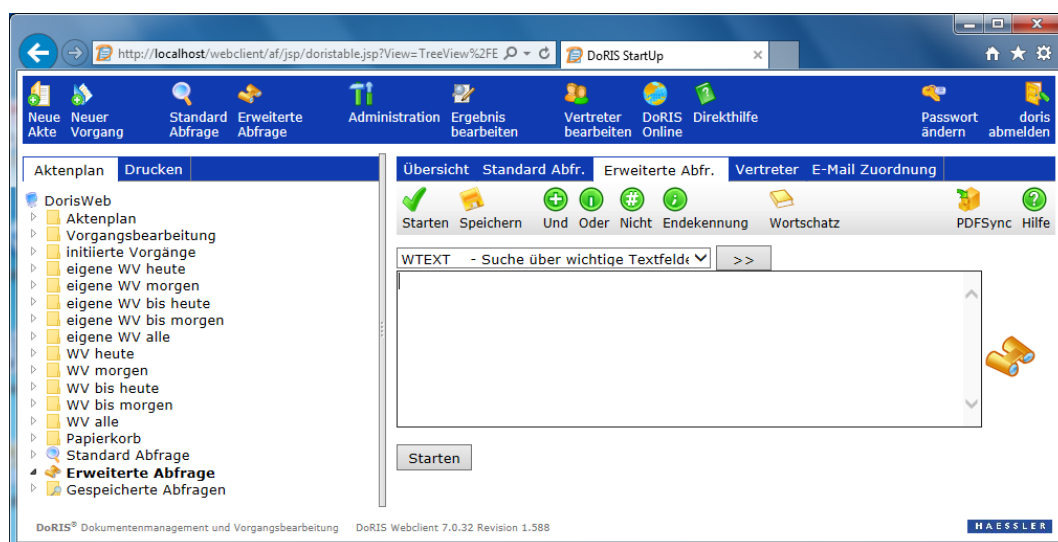 http://localhost/webclient/af/jsp/doristable.jsp?View=TreeView%2FE
DoRIS StartUp
Neue Akte
Neuer Vorgang
Standard Abfrage
Erweiterte Abfrage
Administration
Ergebnis bearbeiten
Vertreter bearbeiten
DoRIS Online
Direkthilfe
Passwort ändern
doris abmelden
Aktenplan Drucken
DorisWeb
Aktenplan
Vorgangsbearbeitung
initiierte Vorgänge
eigene WV heute
eigene WV morgen
eigene WV bis heute
eigene WV bis morgen
eigene WV alle
WV heute
WV morgen
WV bis heute
WV bis morgen
WV alle
Papierkorb
Standard Abfrage
Erweiterte Abfrage
Gespeicherte Abfragen
Übersicht Standard Abfr. Erweiterte Abfr. Vertreter E-Mail Zuordnung
Starten Speichern Und Oder Nicht Endekennung Wortschatz PDFSync Hilfe
WTEXT - Suche über wichtige Textfelde >>
Starten
DoRIS® Dokumentenmanagement und Vorgangsbearbeitung DoRIS Webclient 7.0.32 Revision 1.588
HAESSLER